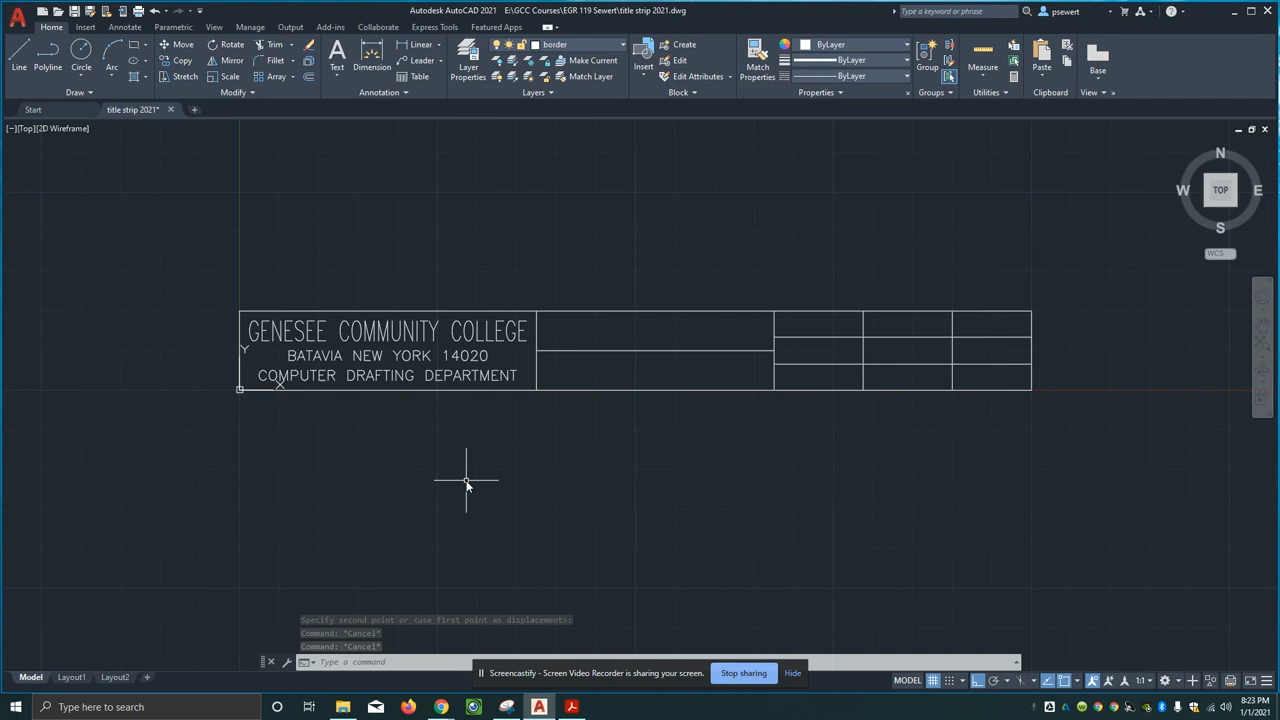 Autodesk AutoCAD 2021 E:\GCC Courses\EGR 119 Sewert\title strip 2021.dwg
Type a keyword or phrase
psewert
Home Insert Annotate Parametric View Manage Output Add-ins Collaborate Express Tools Featured Apps
Line Polyline Circle Arc
Move Rotate Trim
Copy Mirror Fillet
Stretch Scale Array
Text Dimension
Linear
Leader
Table
Layer Properties
border
Make Current
Match Layer
Insert
Create
Edit
Edit Attributes
Match Properties
ByLayer
ByLayer
ByLayer
Group
Measure
Paste
Base
Draw Modify Annotation Layers Block Properties Groups Utilities Clipboard View
Start title strip 2021*
[−][Top][2D Wireframe]
N
W TOP E
S
WCS
GENESEE COMMUNITY COLLEGE
Y
BATAVIA NEW YORK 14020
COMPUTER DRAFTING DEPARTMENT
X
Specify second point or <use first point as displacement>:
Command: *Cancel*
Command: *Cancel*
Type a command
Screencastify - Screen Video Recorder is sharing your screen. Stop sharing Hide
Model Layout1 Layout2
MODEL 1:1
Type here to search
8:23 PM
1/1/2021